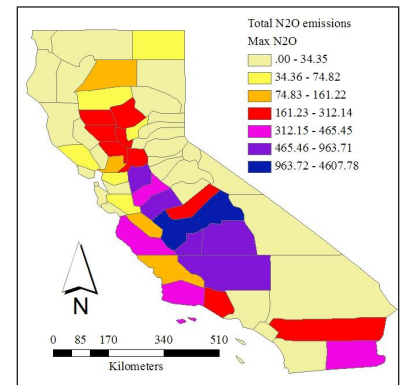 Total N2O emissions
Max N2O
.00 - 34.35
34.36 - 74.82
74.83 - 161.22
161.23 - 312.14
312.15 - 465.45
465.46 - 963.71
963.72 - 4607.78
N
0 85 170 340 510
Kilometers